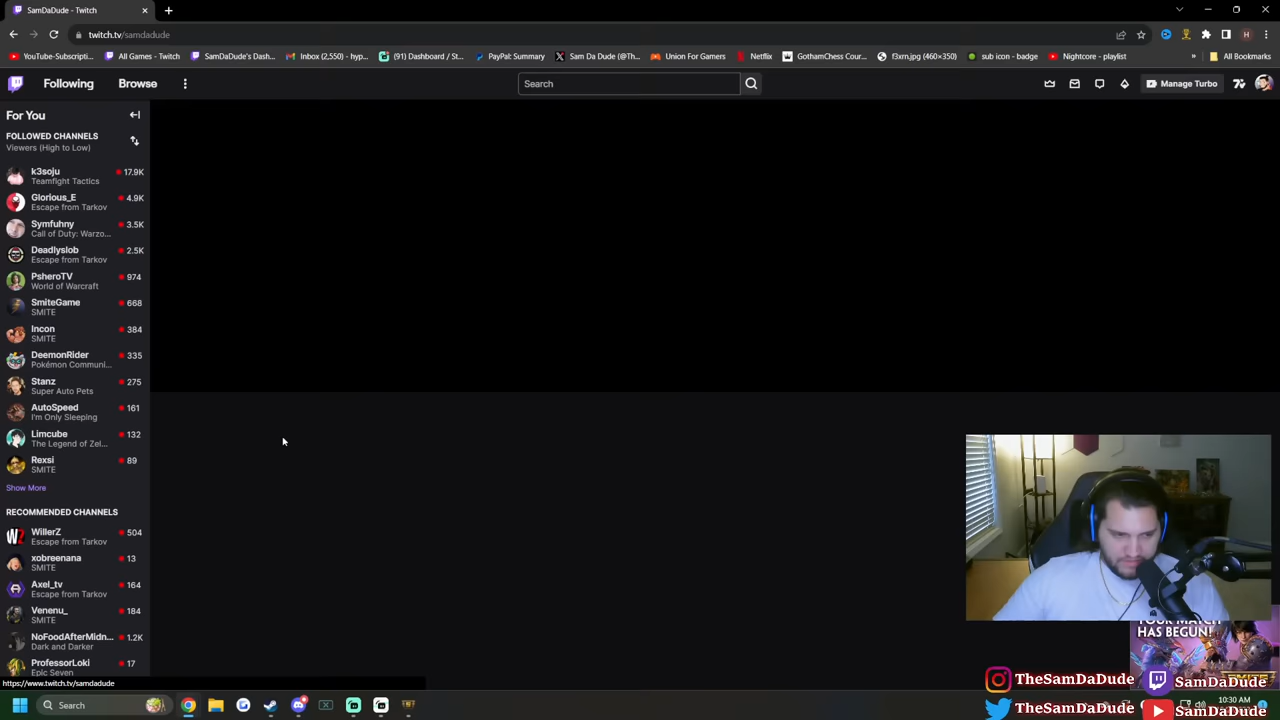 SamDaDude - Twitch
twitch.tv/samdadude
YouTube-Subscripti...
All Games - Twitch
SamDaDude's Dash...
Inbox (2,550) - hyp...
(91) Dashboard / St...
PayPal: Summary
Sam Da Dude (@Th...
Union For Gamers
Netflix
GothamChess Cour...
f3xrn.jpg (460×350)
sub icon - badge
Nightcore - playlist
»
All Bookmarks
Following
Browse
Search
Manage Turbo
For You
FOLLOWED CHANNELS
Viewers (High to Low)
k3soju 17.9K
Teamfight Tactics
Glorious_E 4.9K
Escape from Tarkov
Symfuhny 3.5K
Call of Duty: Warzo...
Deadlyslob 2.5K
Escape from Tarkov
PsheroTV 974
World of Warcraft
SmiteGame 668
SMITE
Incon 384
SMITE
DeemonRider 335
Pokémon Communi...
Stanz 275
Super Auto Pets
AutoSpeed 161
I'm Only Sleeping
Limcube 132
The Legend of Zel...
Rexsi 89
SMITE
Show More
RECOMMENDED CHANNELS
WillerZ 504
Escape from Tarkov
xobreenana 13
SMITE
Axel_tv 164
Escape from Tarkov
Venenu_ 184
SMITE
NoFoodAfterMidn... 1.2K
Dark and Darker
ProfessorLoki 17
Epic Seven
https://www.twitch.tv/samdadude
YOUR MATCH
HAS BEGUN!
TheSamDaDude
SamDaDude
TheSamDaDude
SamDaDude
Search
10:30 AM